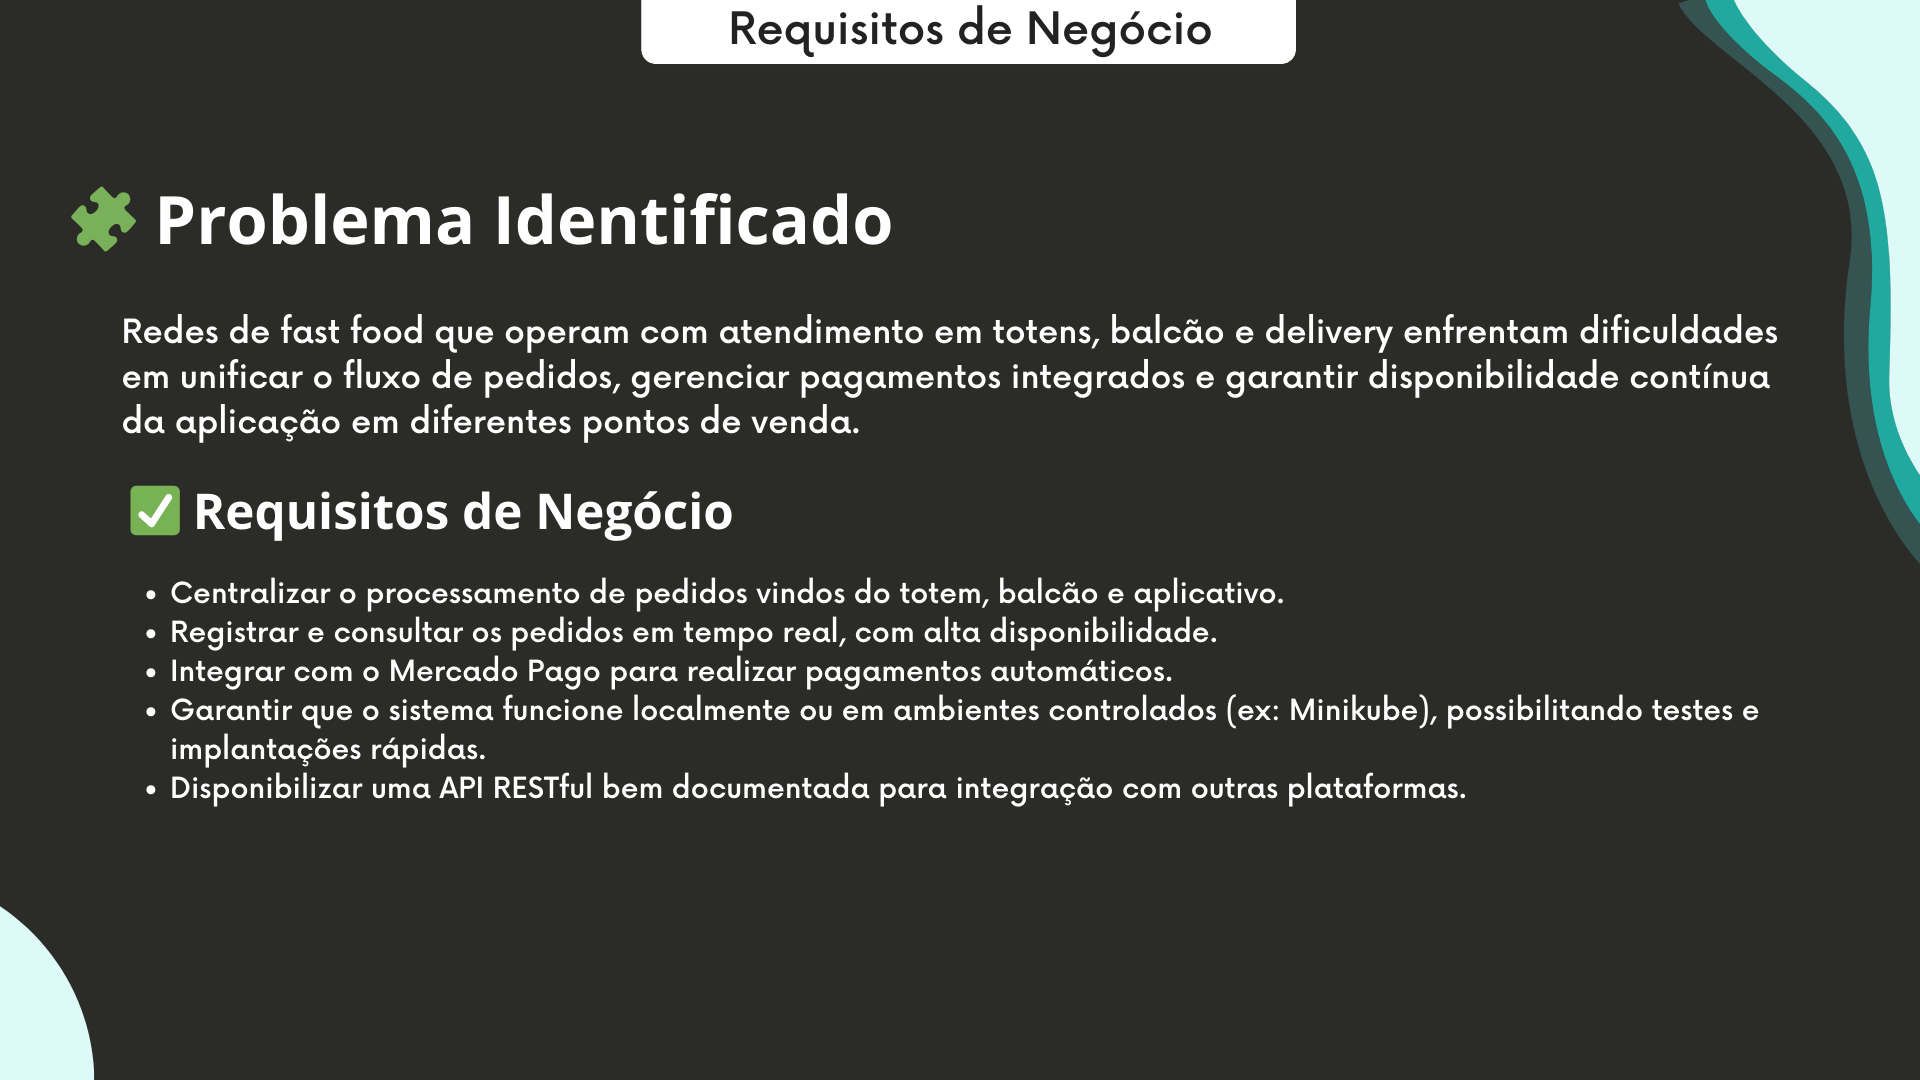 Requisitos de Negócio
Problema Identificado
Redes de fast food que operam com atendimento em totens, balcão e delivery enfrentam dificuldades
em unificar o fluxo de pedidos, gerenciar pagamentos integrados e garantir disponibilidade contínua
da aplicação em diferentes pontos de venda.
Requisitos de Negócio
• Centralizar o processamento de pedidos vindos do totem, balcão e aplicativo.
• Registrar e consultar os pedidos em tempo real, com alta disponibilidade.
• Integrar com o Mercado Pago para realizar pagamentos automáticos.
• Garantir que o sistema funcione localmente ou em ambientes controlados (ex: Minikube), possibilitando testes e
implantações rápidas.
• Disponibilizar uma API RESTful bem documentada para integração com outras plataformas.